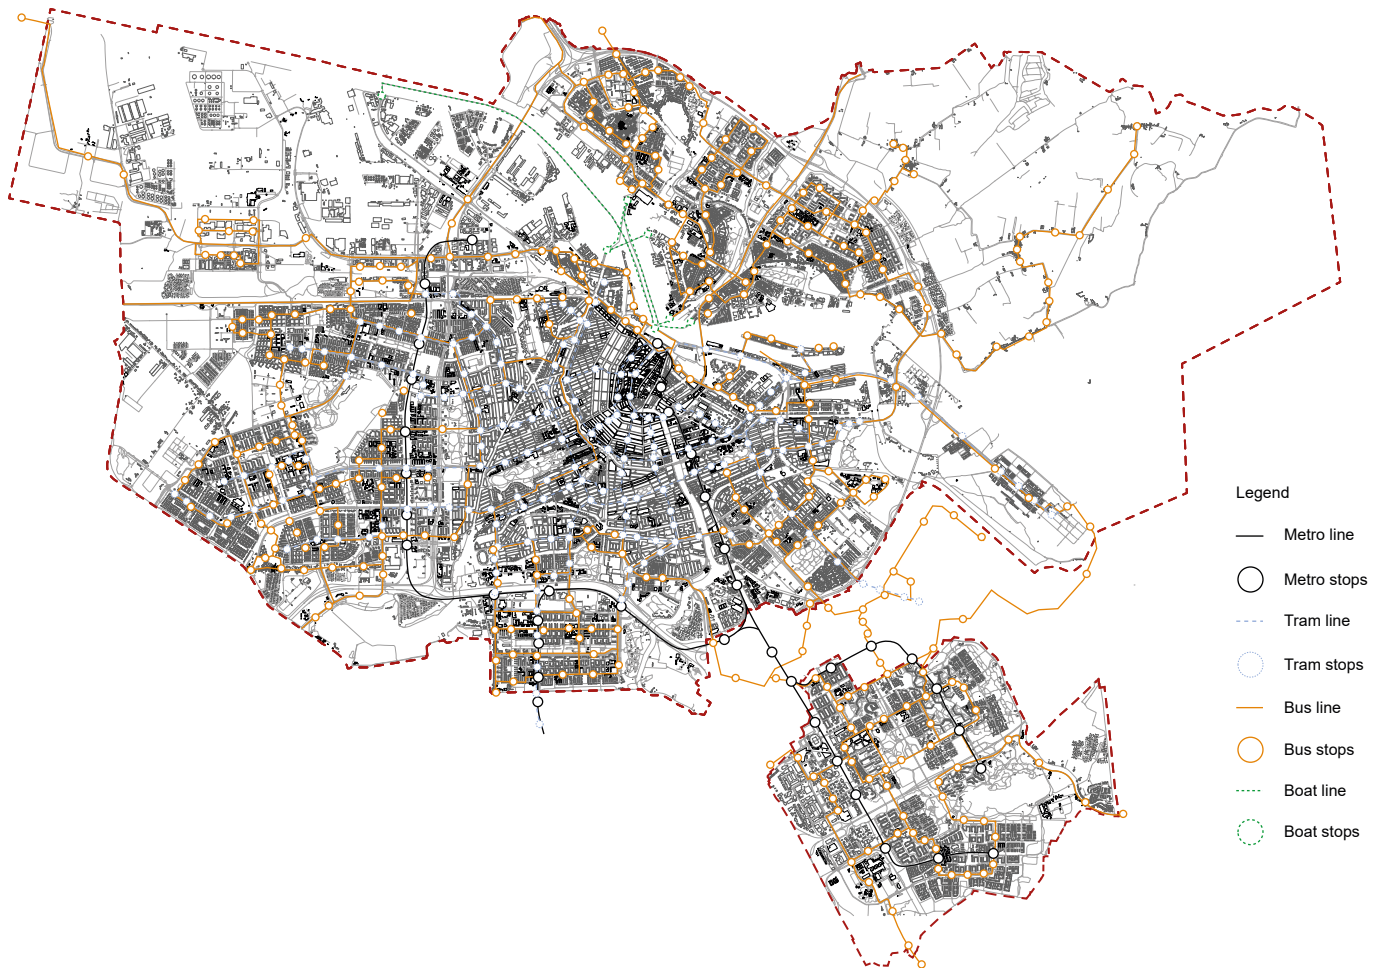 Legend
Metro line
Metro stops
Tram line
Tram stops
Bus line
Bus stops
Boat line
Boat stops